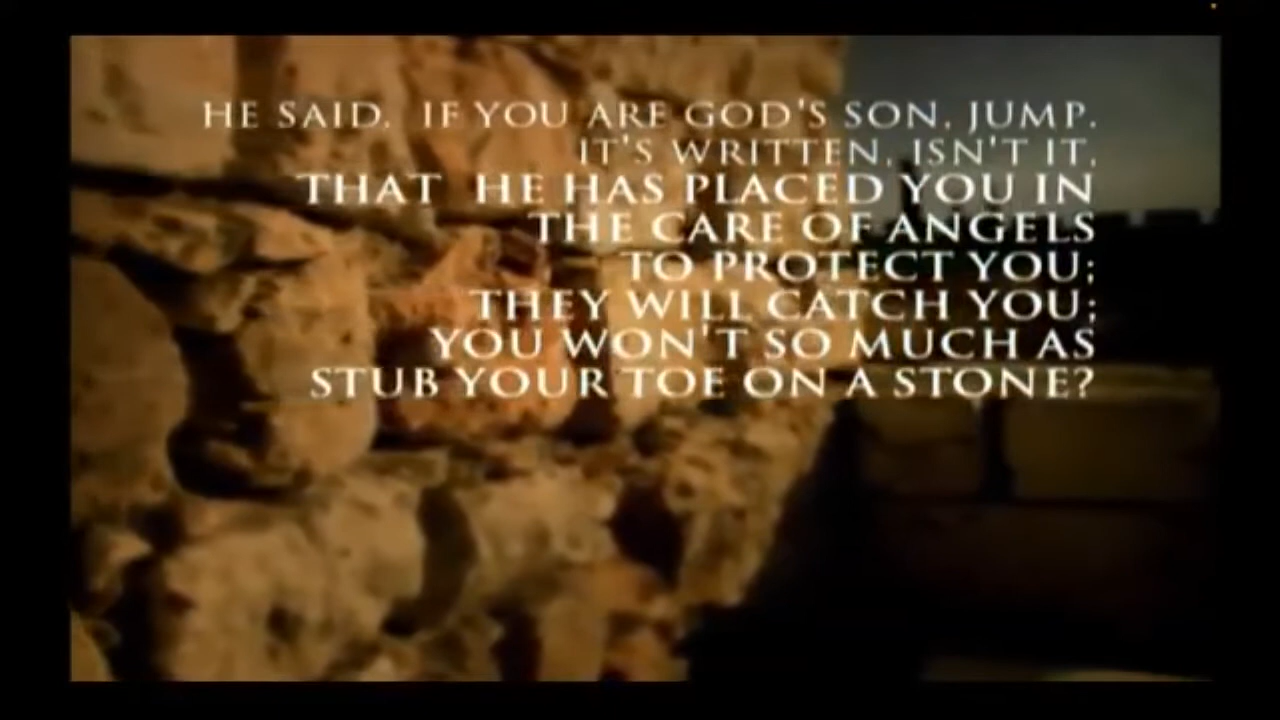 HE SAID, IF YOU ARE GOD'S SON, JUMP.
IT'S WRITTEN, ISN'T IT,
THAT HE HAS PLACED YOU IN
THE CARE OF ANGELS
TO PROTECT YOU;
THEY WILL CATCH YOU;
YOU WON'T SO MUCH AS
STUB YOUR TOE ON A STONE?